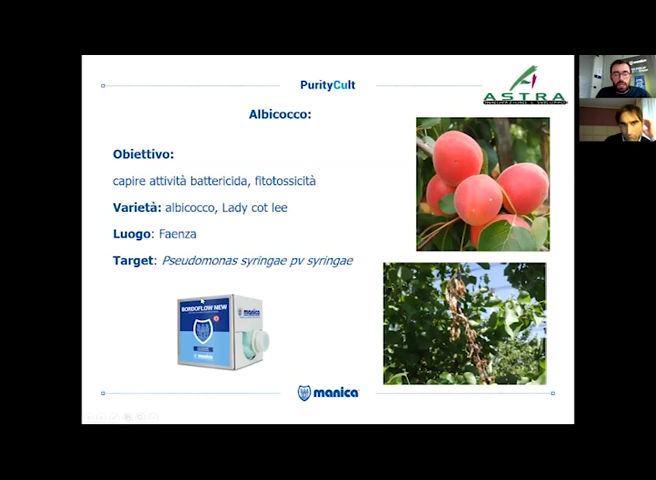 PurityCult
ASTRA
Albicocco:
Obiettivo:
capire attività battericida, fitotossicità
Varietà: albicocco, Lady cot lee
Luogo: Faenza
Target: Pseudomonas syringae pv syringae
BORDOFLOW NEW
manica
manica
manica